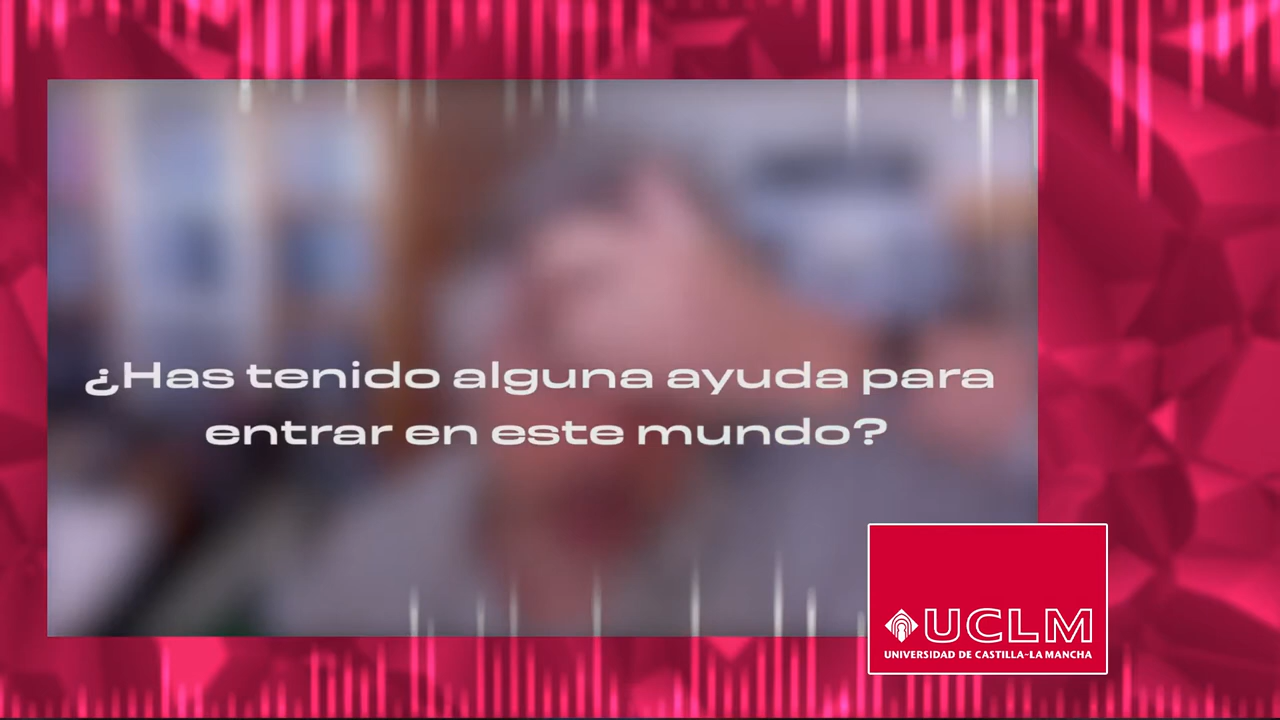 ¿Has tenido alguna ayuda para
entrar en este mundo?
UCLM
UNIVERSIDAD DE CASTILLA-LA MANCHA